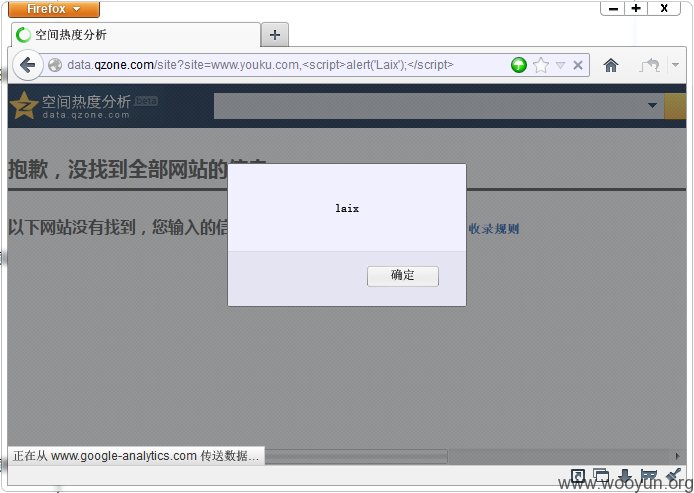 Firefox
空间热度分析
data.qzone.com/site?site=www.youku.com,<script>alert('Laix');</script>
空间热度分析 beta
data.qzone.com
抱歉，没找到全部网站的信息
以下网站没有找到，您输入的信
收录规则
laix
确定
正在从 www.google-analytics.com 传送数据...
www.wooyun.org